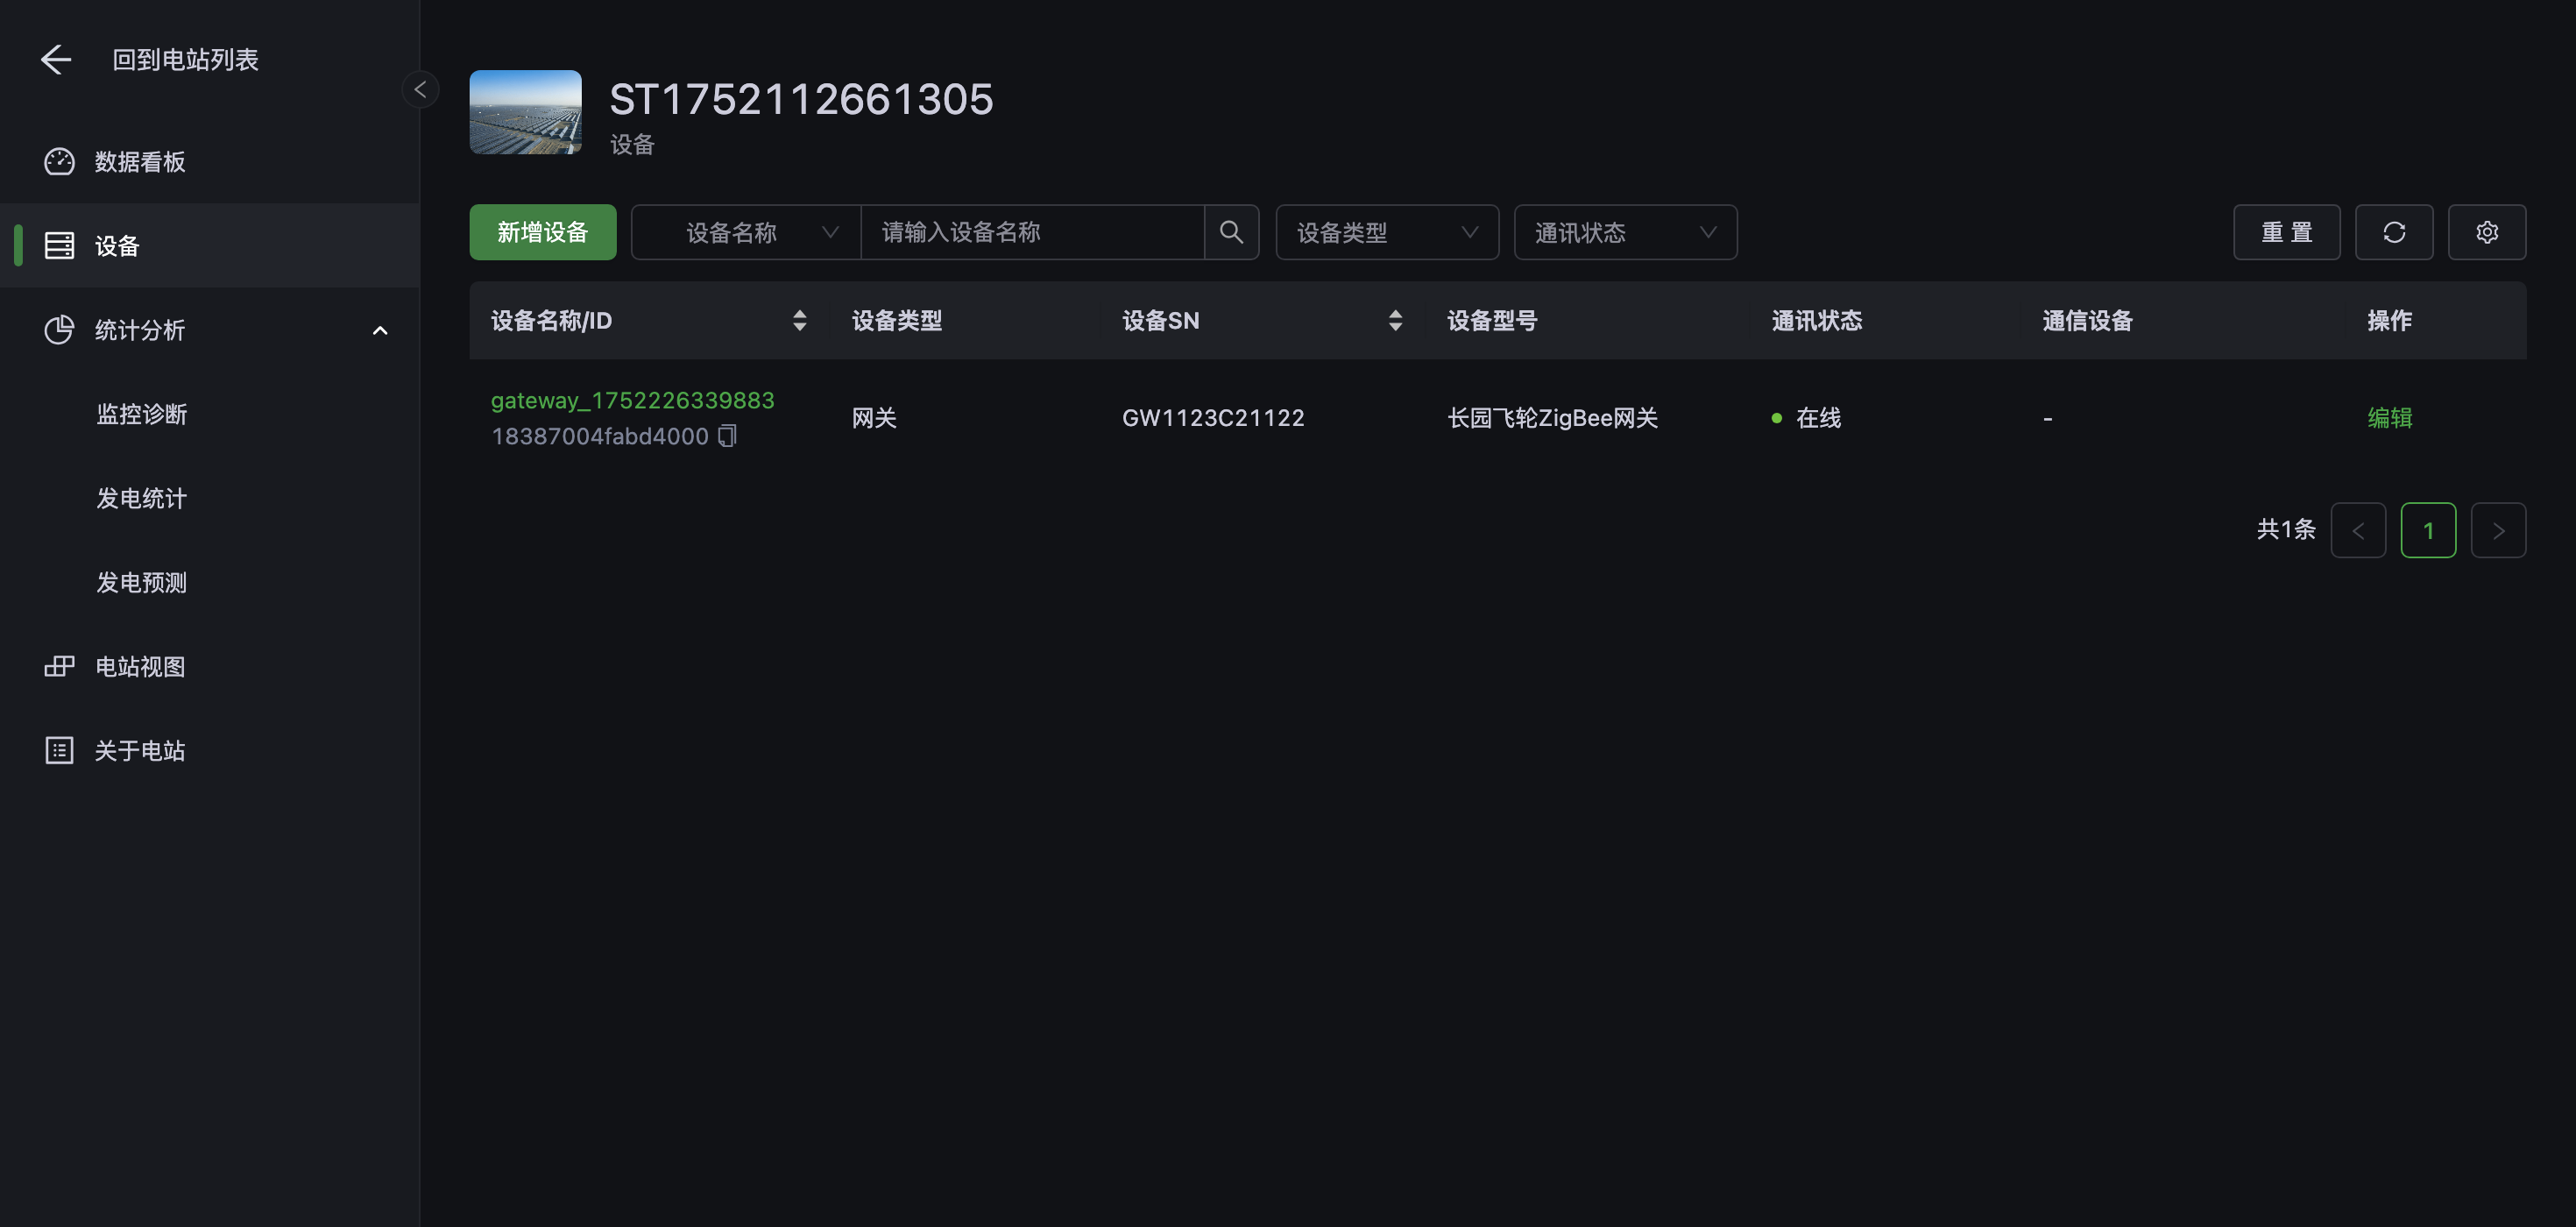 回到电站列表
数据看板
设备
统计分析
监控诊断
发电统计
发电预测
电站视图
关于电站
ST1752112661305
设备
新增设备 设备名称 请输入设备名称 设备类型 通讯状态 重 置
设备名称/ID 设备类型 设备SN 设备型号 通讯状态 通信设备 操作
gateway_1752226339883
18387004fabd4000
网关 GW1123C21122 长园飞轮ZigBee网关 在线 - 编辑
共1条 < 1 >